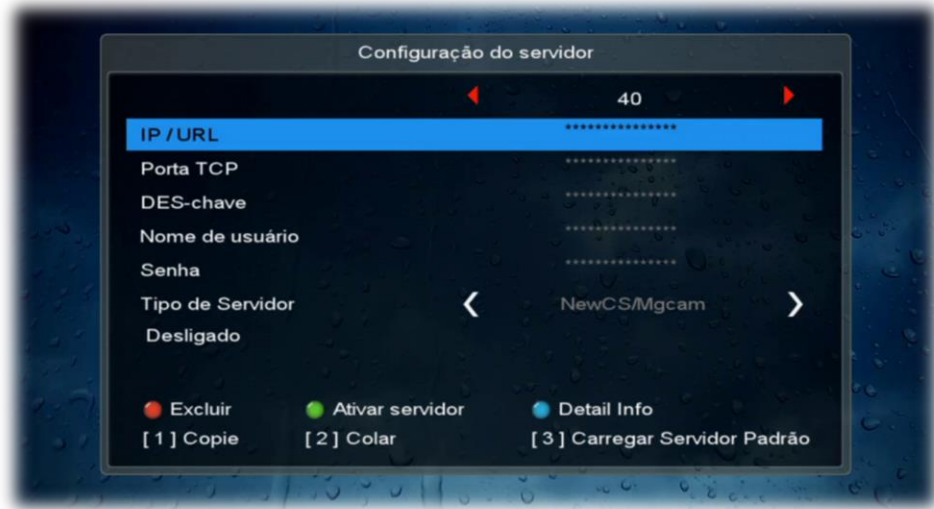 Configuração do servidor
40
IP / URL ***************
Porta TCP ***************
DES-chave ***************
Nome de usuário ***************
Senha ***************
Tipo de Servidor NewCS/Mgcam
Desligado
Excluir Ativar servidor Detail Info
[ 1 ] Copie [ 2 ] Colar [ 3 ] Carregar Servidor Padrão